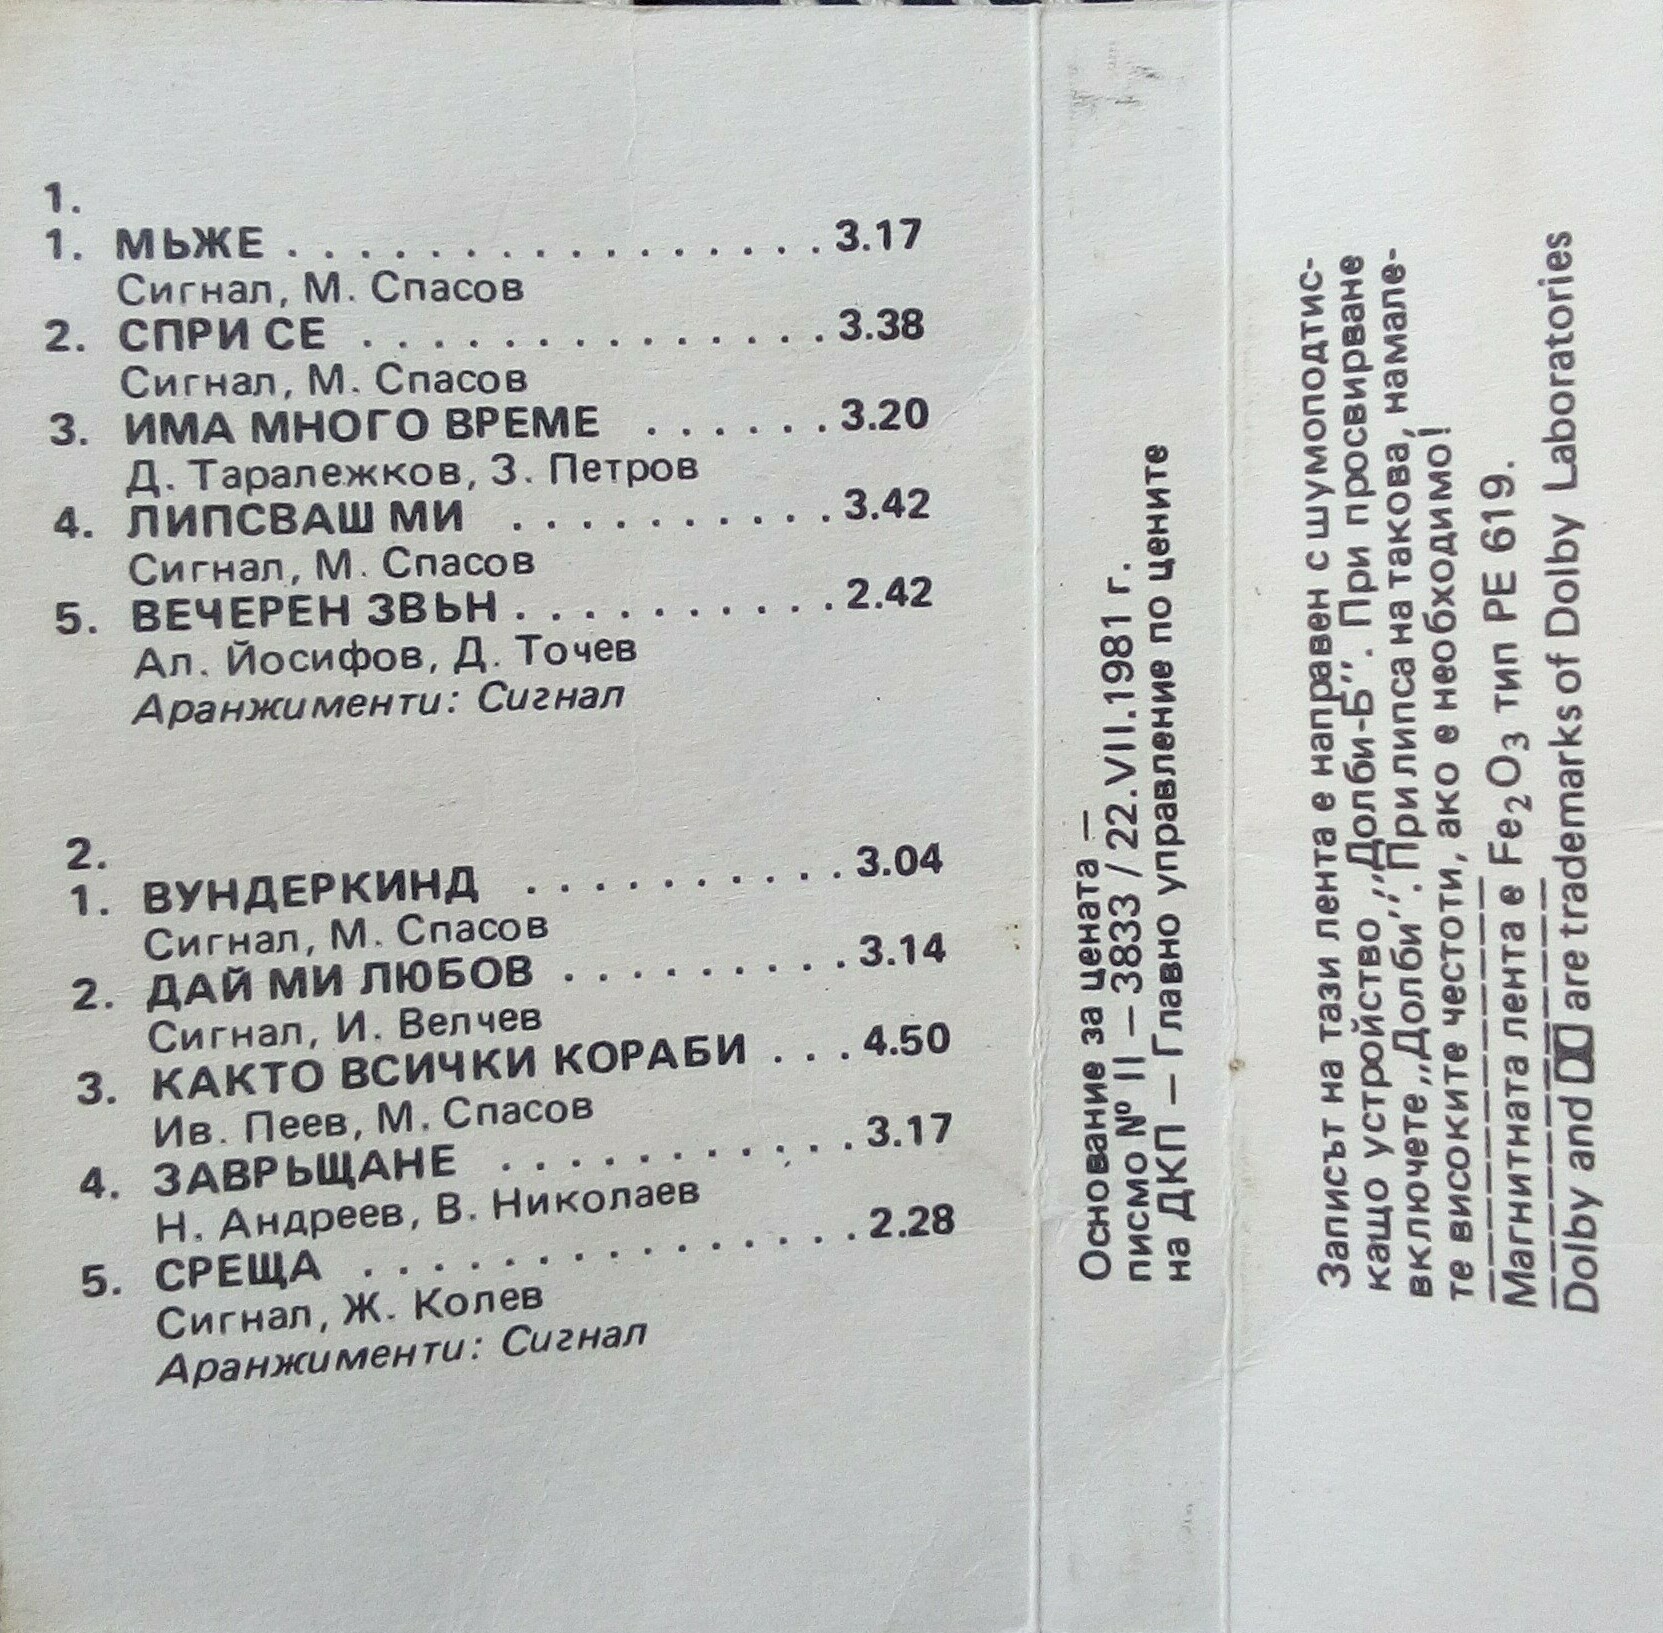 1.
1. МЬЖЕ . . . . . . . . . . . . . . . . . . . 3.17
Сигнал, М. Спасов
2. СПРИ СЕ . . . . . . . . . . . . . . 3.38
Сигнал, М. Спасов
3. ИМА МНОГО ВРЕМЕ . . . . . . 3.20
Д. Таралежков, З. Петров
4. ЛИПСВАШ МИ . . . . . . . . . . 3.42
Сигнал, М. Спасов
5. ВЕЧЕРЕН ЗВЬН . . . . . . . . . . 2.42
Ал. Йосифов, Д. Точев
Аранжименти: Сигнал
2.
1. ВУНДЕРКИНД . . . . . . . . . . 3.04
Сигнал, М. Спасов
2. ДАЙ МИ ЛЮБОВ . . . . . . . . . 3.14
Сигнал, И. Велчев
3. КАКТО ВСИЧКИ КОРАБИ . . . 4.50
Ив. Пеев, М. Спасов
4. ЗАВРЬЩАНЕ . . . . . . . . . . . 3.17
Н. Андреев, В. Николаев
5. СРЕЩА . . . . . . . . . . . . . . 2.28
Сигнал, Ж. Колев
Аранжименти: Сигнал
Основание за цената —
писмо № II — 3833 / 22.VII.1981 г.
на ДКП — Главно управление по цените
Записът на тази лента е направен с шумоподтис-
кащо устройство ,,Долби-Б''. При просвирване
включете ,,Долби''. При липса на такова, намале-
те високите честоти, ако е необходимо!
Магнитната лента е Fe2O3 тип PE 619.
Dolby and are trademarks of Dolby Laboratories